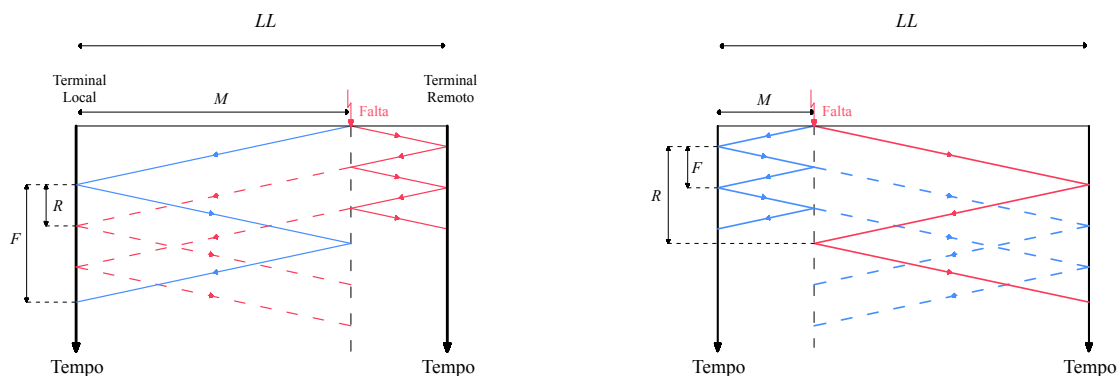 LL
Terminal
Local
M
Terminal
Remoto
Falta
R
F
Tempo
Tempo
LL
M
Falta
F
R
Tempo
Tempo